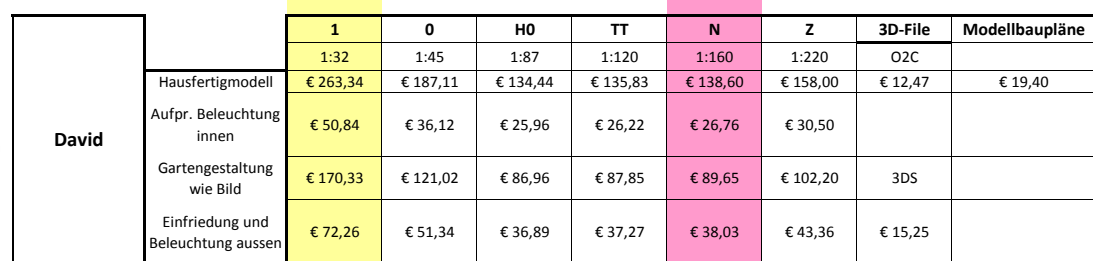 1 0 H0 TT N Z 3D-File Modellbaupläne
1:32 1:45 1:87 1:120 1:160 1:220 O2C
Hausfertigmodell € 263,34 € 187,11 € 134,44 € 135,83 € 138,60 € 158,00 € 12,47 € 19,40
David
Aufpr. Beleuchtung
innen
€ 50,84 € 36,12 € 25,96 € 26,22 € 26,76 € 30,50
Gartengestaltung
wie Bild
€ 170,33 € 121,02 € 86,96 € 87,85 € 89,65 € 102,20 3DS
Einfriedung und
Beleuchtung aussen
€ 72,26 € 51,34 € 36,89 € 37,27 € 38,03 € 43,36 € 15,25